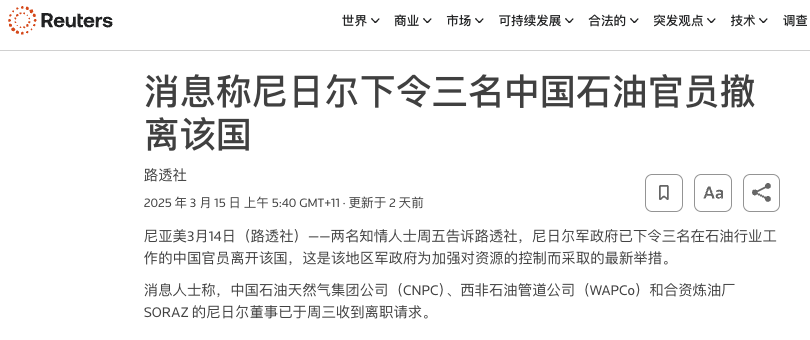 Reuters 世界 商业 市场 可持续发展 合法的 突发观点 技术 调查
消息称尼日尔下令三名中国石油官员撤
离该国
路透社
2025 年 3 月 15 日 上午 5:40 GMT+11 · 更新于 2 天前
Aa
尼亚美3月14日（路透社）——两名知情人士周五告诉路透社，尼日尔军政府已下令三名在石油行业工
作的中国官员离开该国，这是该地区军政府为加强对资源的控制而采取的最新举措。
消息人士称，中国石油天然气集团公司（CNPC）、西非石油管道公司（WAPCo）和合资炼油厂
SORAZ 的尼日尔董事已于周三收到离职请求。